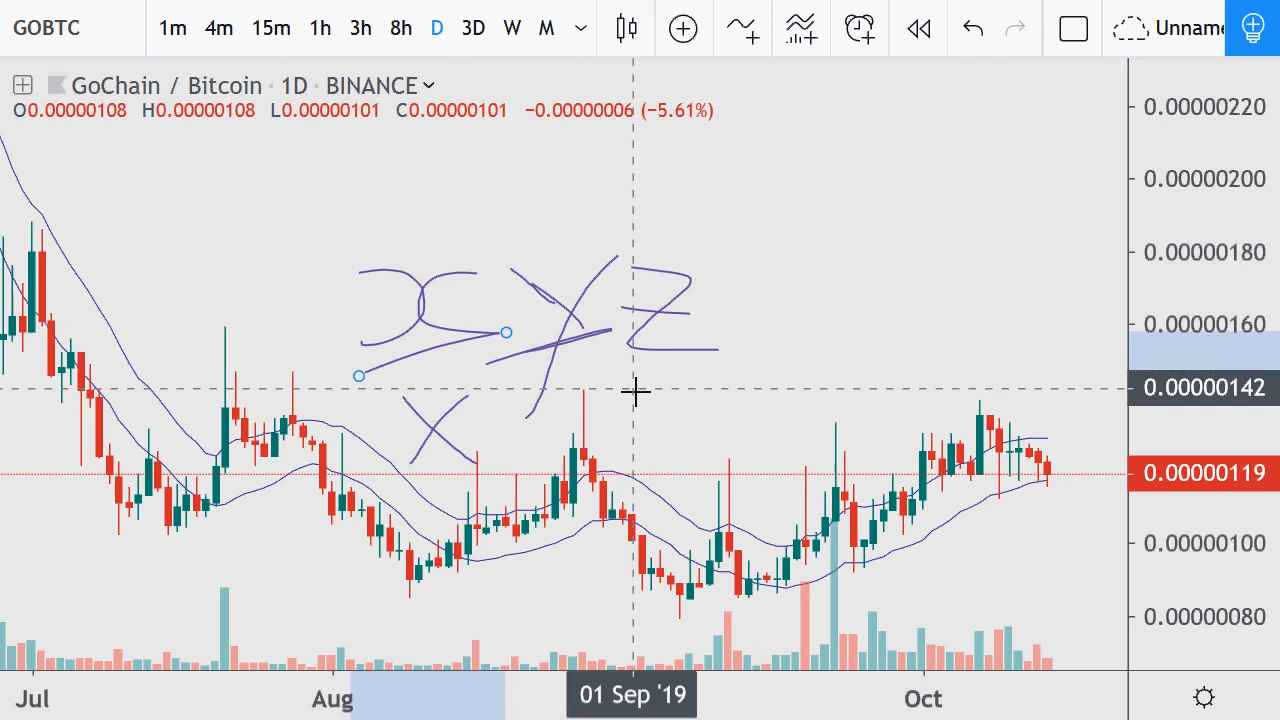 GOBTC 1m 4m 15m 1h 3h 8h D 3D W M Unname
GoChain / Bitcoin · 1D · BINANCE
O0.00000108 H0.00000108 L0.00000101 C0.00000101 −0.00000006 (−5.61%)
0.00000220
0.00000200
0.00000180
x y z
0.00000160
0.00000142
x
0.00000119
0.00000100
0.00000080
Jul Aug 01 Sep '19 Oct